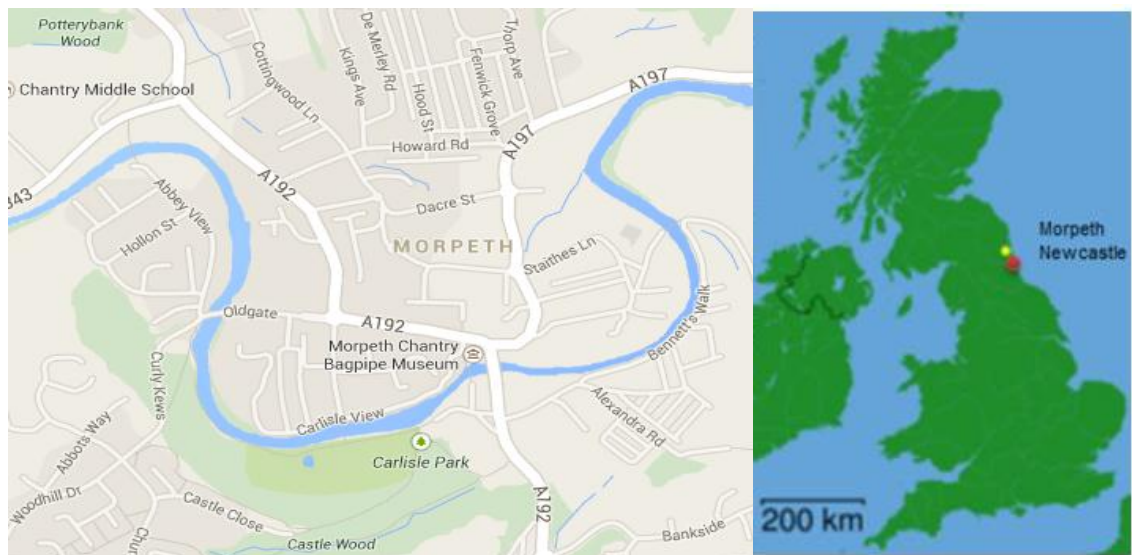 Potterybank
Wood
Chantry Middle School
De Merley Rd
Kings Ave
Cottingwood Ln
Hood St
Fenwick Grove
Thorp Ave
A197
A197
Howard Rd
A192
Dacre St
MORPETH
Staithes Ln
Abbey View
Hollon St
Oldgate
A192
Morpeth Chantry
Bagpipe Museum
Bennett's Walk
Curly Kews
Carlisle View
Alexandra Rd
Carlisle Park
Abbots Way
Woodhill Dr
Castle Close
Castle Wood
A192
Bankside
Morpeth
Newcastle
200 km